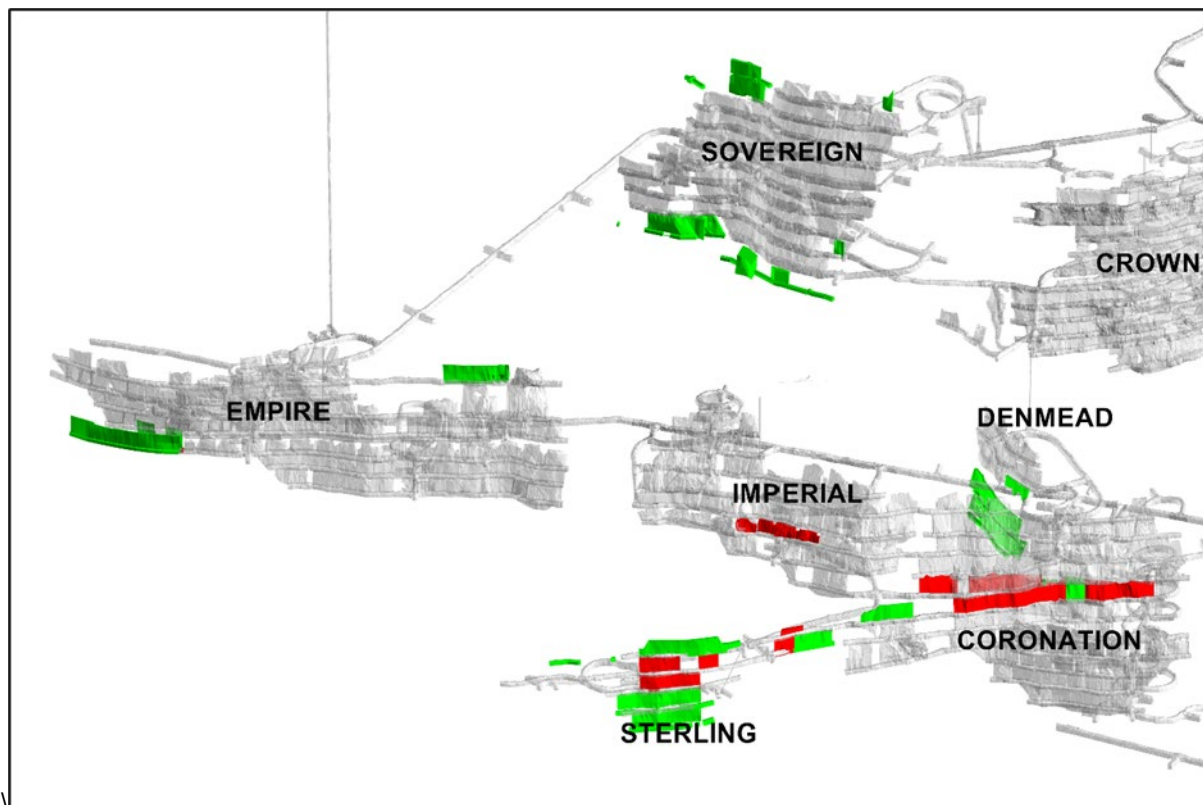 SOVEREIGN
CROWN
EMPIRE
DENMEAD
IMPERIAL
CORONATION
STERLING
\